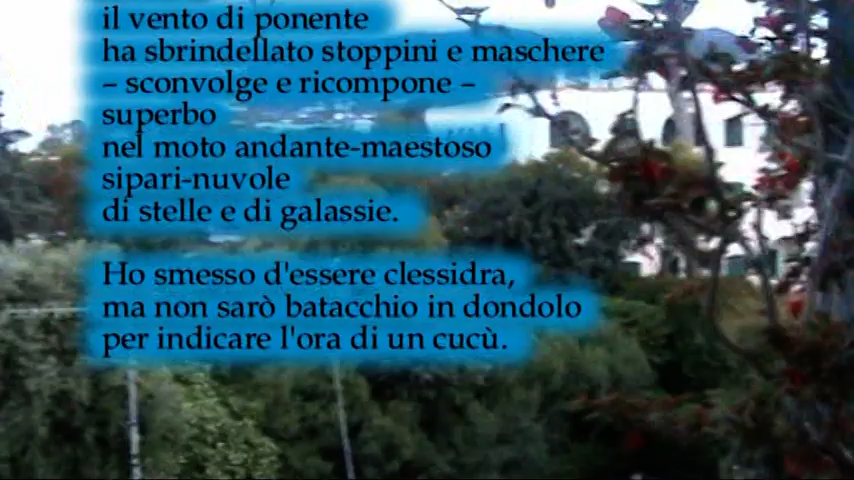 il vento di ponente
ha sbrindellato stoppini e maschere
– sconvolge e ricompone –
superbo
nel moto andante-maestoso
sipari-nuvole
di stelle e di galassie.
Ho smesso d'essere clessidra,
ma non sarò batacchio in dondolo
per indicare l'ora di un cucù.